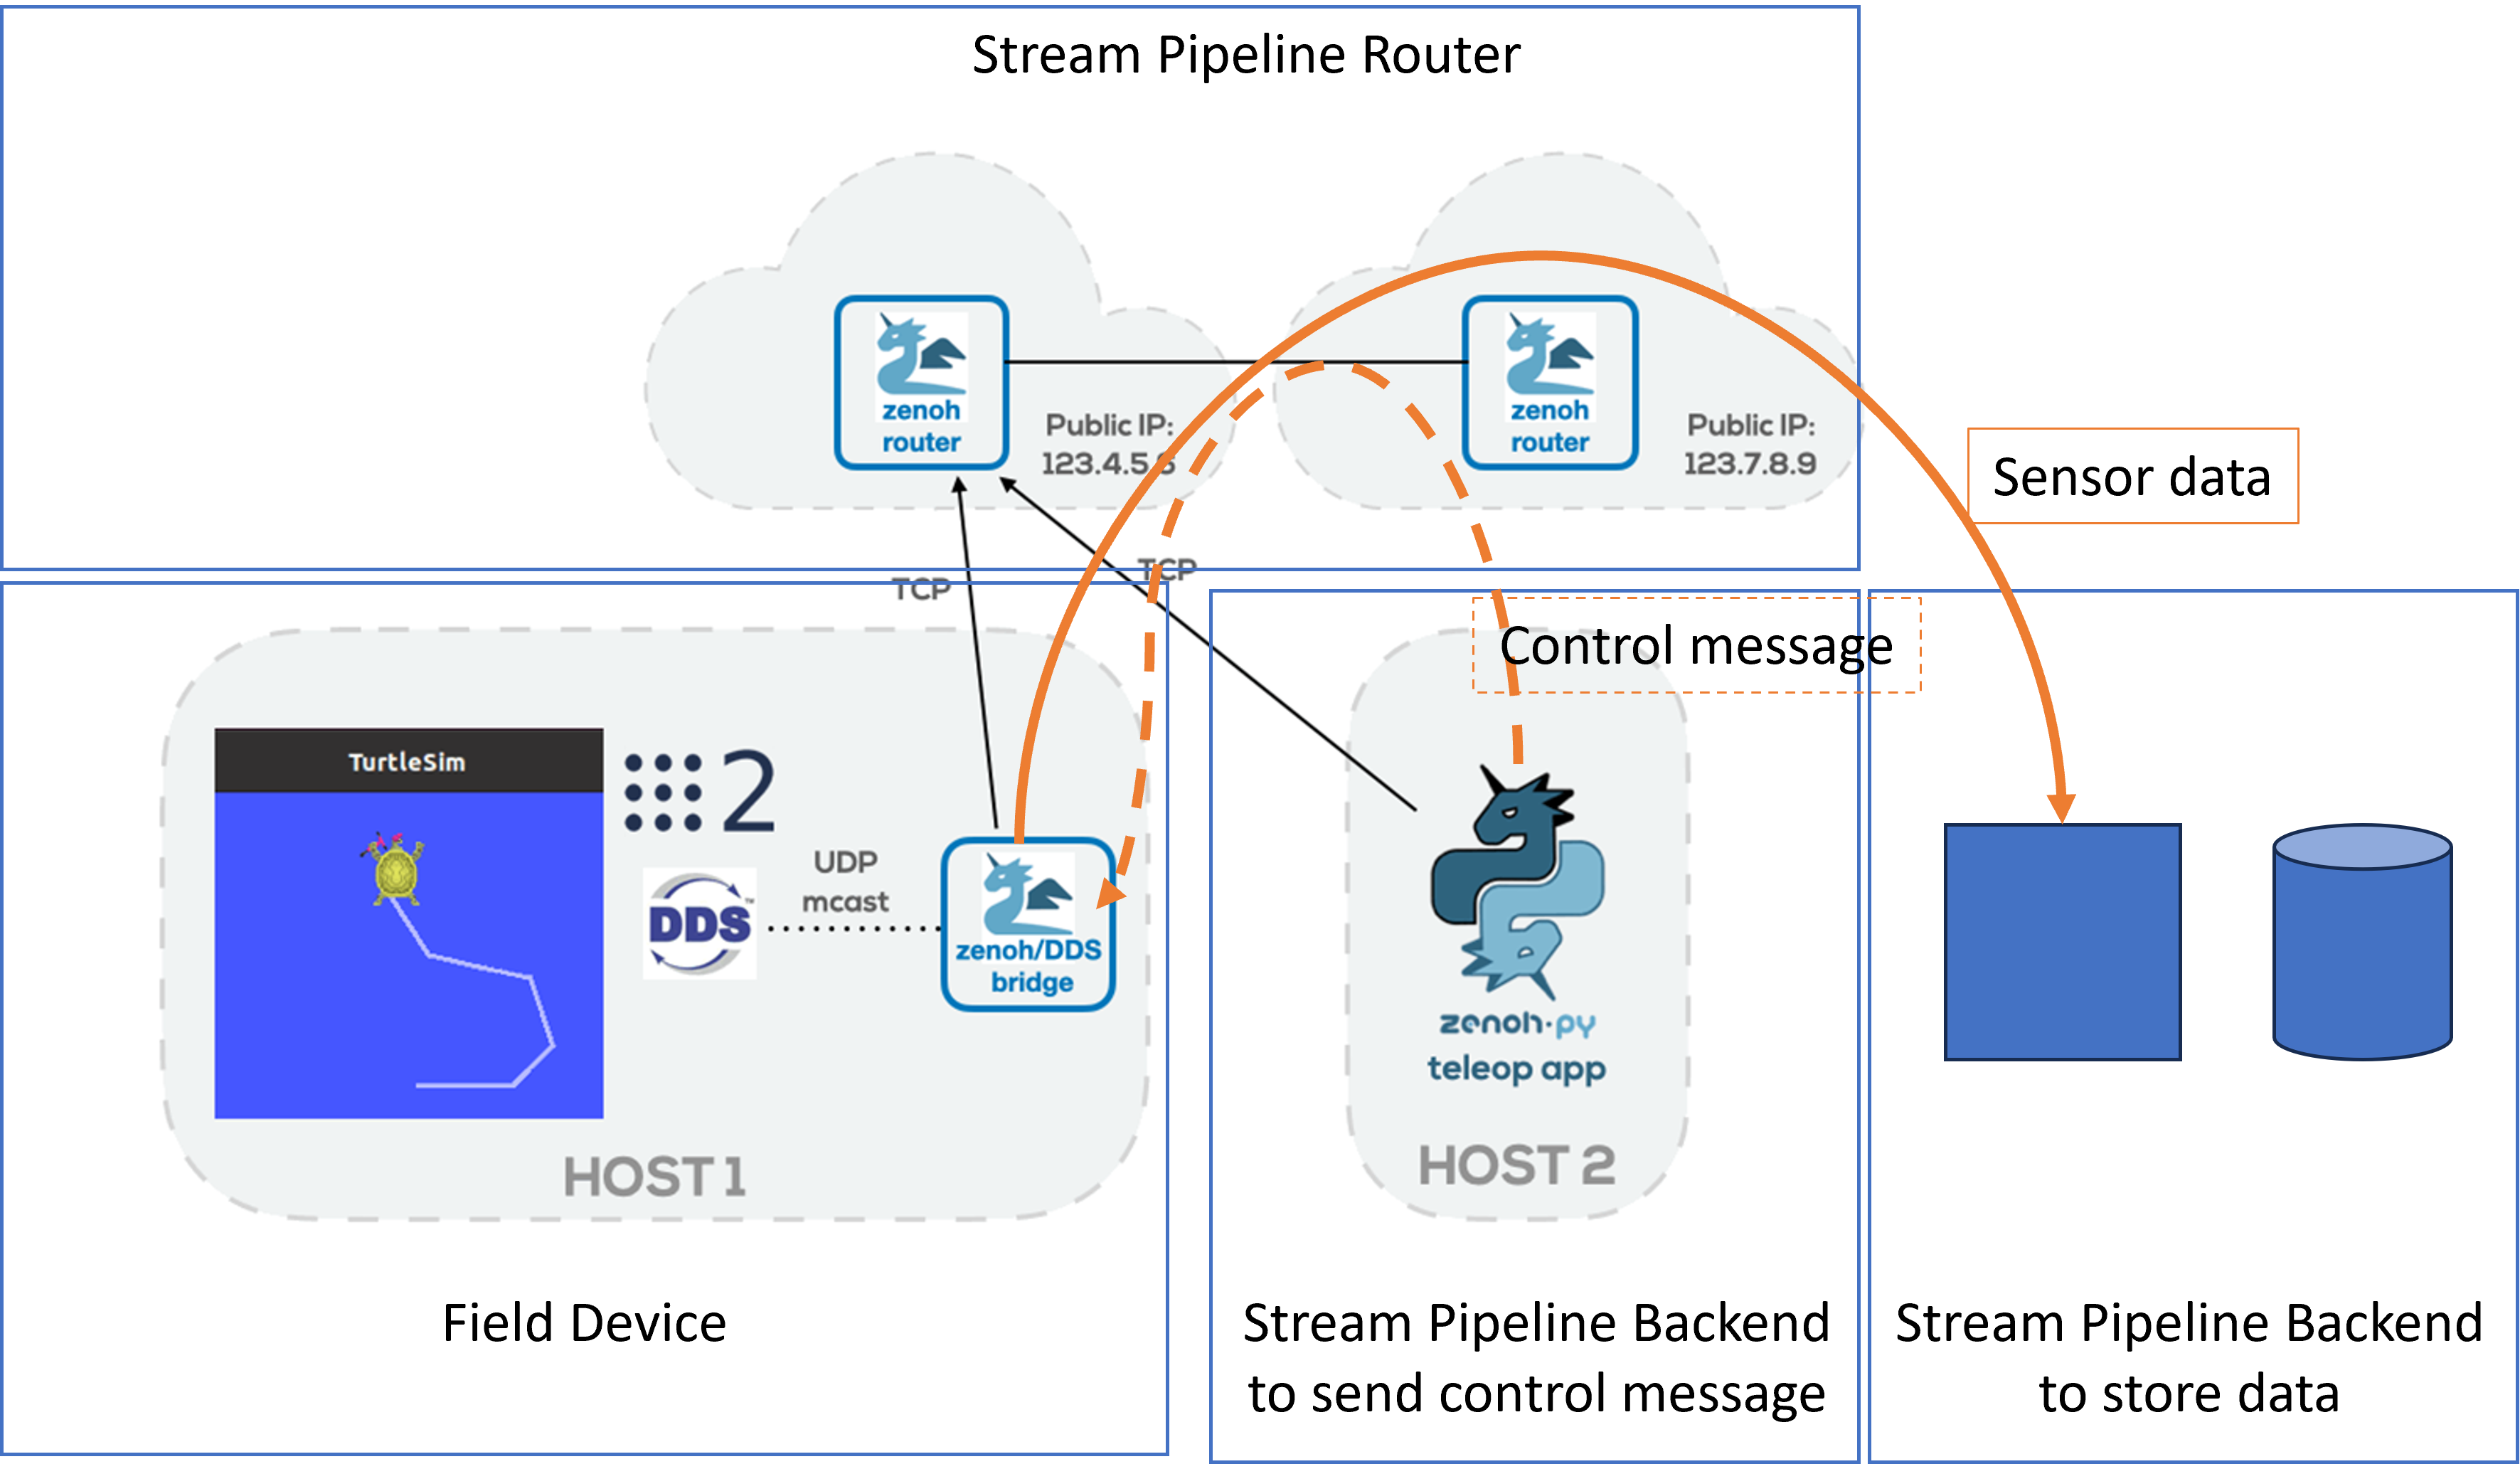 Stream Pipeline Router
zenoh
router
Public IP:
123.4.5.6
zenoh
router
Public IP:
123.7.8.9
Sensor data
TCP
TCP
Control message
TurtleSim
2
UDP
mcast
DDS
TM
zenoh/DDS
bridge
zenoh·py
teleop app
HOST 1
HOST 2
Field Device
Stream Pipeline Backend
to send control message
Stream Pipeline Backend
to store data